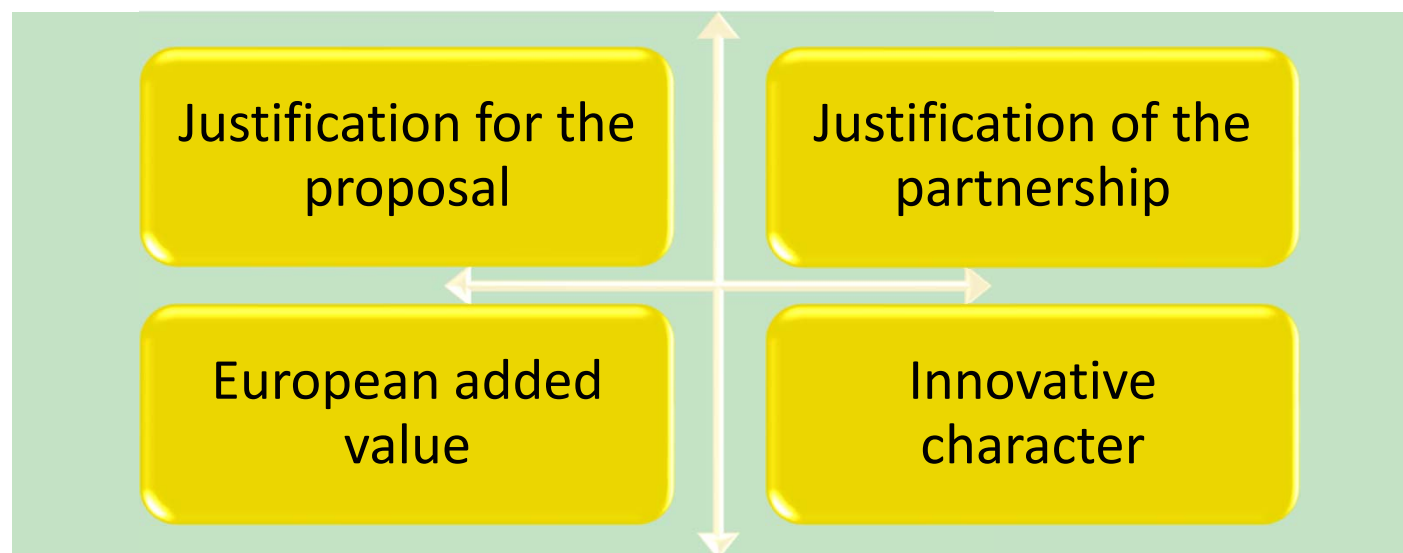 Justification for the
proposal
Justification of the
partnership
European added
value
Innovative
character